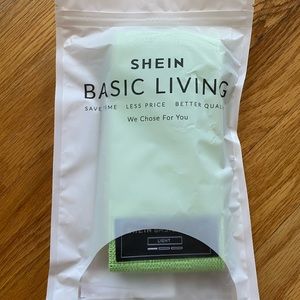 SHEIN
BASIC LIVING
SAVE TIME LESS PRICE BETTER QUALITY
We Chose For You
LIGHT